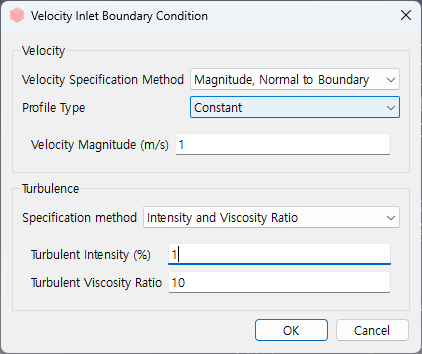 Velocity Inlet Boundary Condition
Velocity
Velocity Specification Method Magnitude, Normal to Boundary
Profile Type Constant
Velocity Magnitude (m/s) 1
Turbulence
Specification method Intensity and Viscosity Ratio
Turbulent Intensity (%) 1
Turbulent Viscosity Ratio 10
OK Cancel